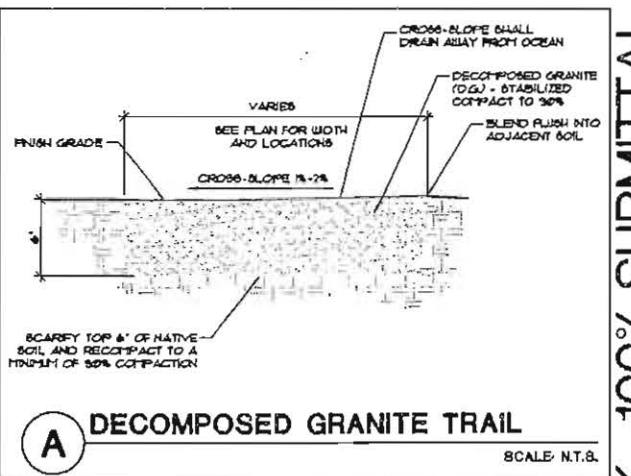 CROSS-SLOPE SHALL
DRAIN AWAY FROM OCEAN
DECOMPOSED GRANITE
(D.G.) - STABILIZED
COMPACT TO 90%
BLEND FLUSH INTO
ADJACENT SOIL
VARIES
SEE PLAN FOR WIDTH
AND LOCATIONS
FINISH GRADE
CROSS-SLOPE 1%-2%
6"
SCARIFY TOP 6" OF NATIVE
SOIL AND RECOMPACT TO A
MINIMUM OF 90% COMPACTION
A
DECOMPOSED GRANITE TRAIL
SCALE: N.T.S.
100% SUBMITTAL